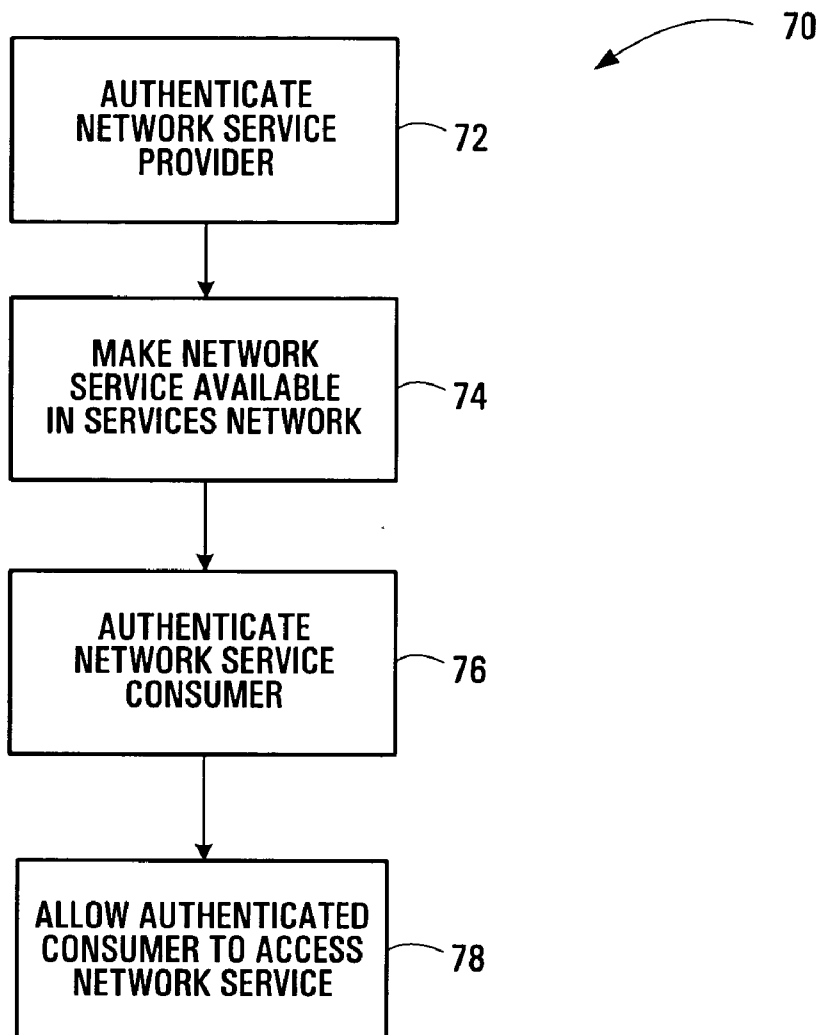 70
AUTHENTICATE
NETWORK SERVICE
PROVIDER
72
MAKE NETWORK
SERVICE AVAILABLE
IN SERVICES NETWORK
74
AUTHENTICATE
NETWORK SERVICE
CONSUMER
76
ALLOW AUTHENTICATED
CONSUMER TO ACCESS
NETWORK SERVICE
78